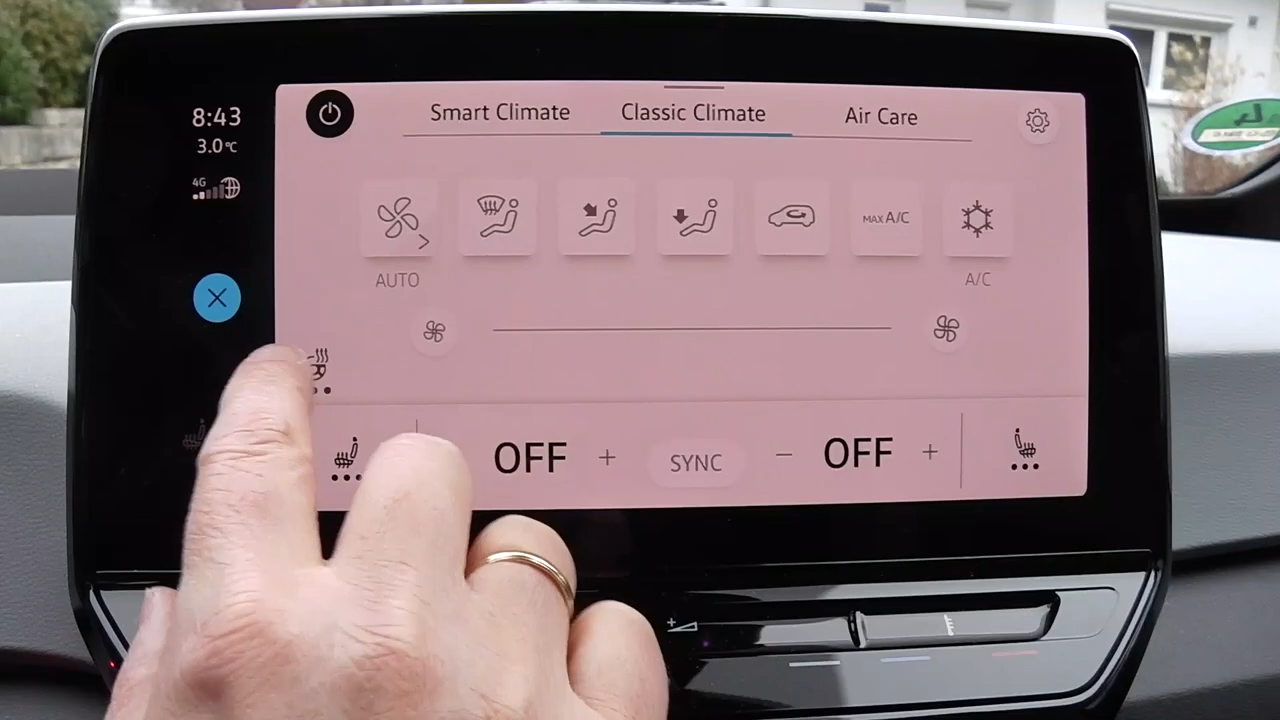 8:43
3.0°C
4G
Smart Climate
Classic Climate
Air Care
MAX A/C
AUTO
A/C
OFF +
SYNC
− OFF +